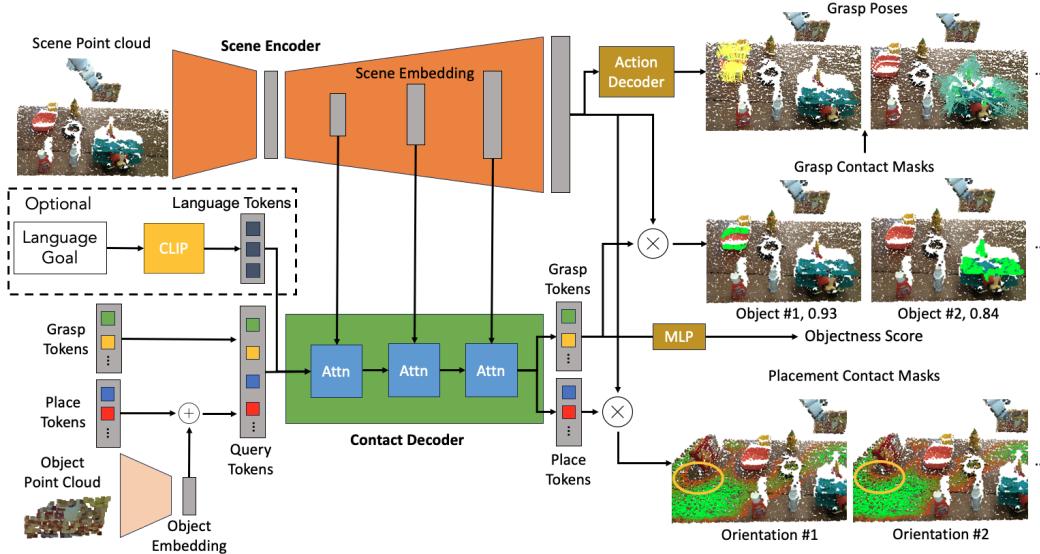 Grasp Poses
Scene Point cloud
Scene Encoder
Scene Embedding
Action
Decoder
Grasp Contact Masks
Optional
Language Tokens
Language
Goal
CLIP
Grasp
Tokens
Object #1, 0.93
Object #2, 0.84
Grasp
Tokens
MLP
Objectness Score
Attn
Attn
Attn
Place
Tokens
Placement Contact Masks
Contact Decoder
Query
Tokens
Place
Tokens
Object
Point Cloud
Object
Embedding
Orientation #1
Orientation #2